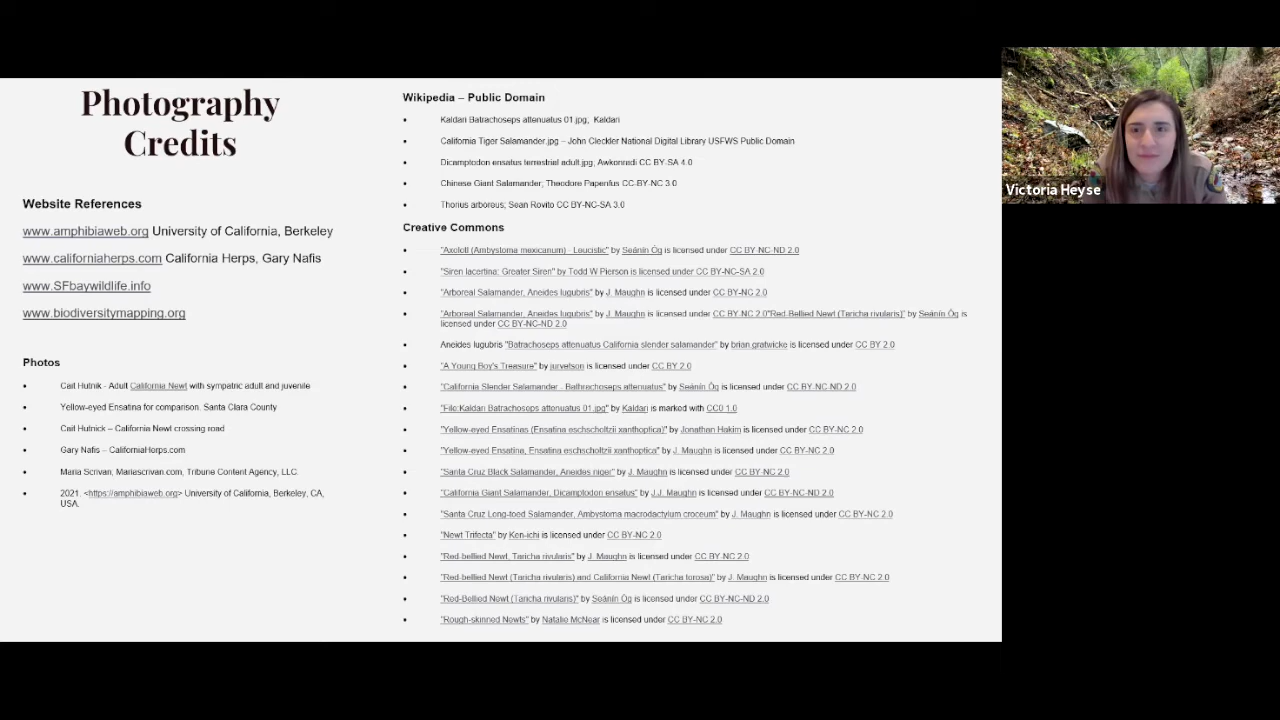 Photography
Credits
Website References
www.amphibiaweb.org University of California, Berkeley
www.californiaherps.com California Herps, Gary Nafis
www.SFbaywildlife.info
www.biodiversitymapping.org
Photos
• Cait Hutnik - Adult California Newt with sympatric adult and juvenile
• Yellow-eyed Ensatina for comparison. Santa Clara County
• Cait Hutnick – California Newt crossing road
• Gary Nafis – CaliforniaHerps.com
• Maria Scrivan, Mariascrivan.com, Tribune Content Agency, LLC.
• 2021. <https://amphibiaweb.org> University of California, Berkeley, CA,
USA.
Wikipedia – Public Domain
• Kaldari Batrachoseps attenuatus 01.jpg; Kaldari
• California Tiger Salamander.jpg – John Cleckler National Digital Library USFWS Public Domain
• Dicamptodon ensatus terrestrial adult.jpg, Awkonradi CC BY-SA 4.0
• Chinese Giant Salamander; Theodore Papenfus CC-BY-NC 3.0
• Thorius arboreus; Sean Rovito CC BY-NC-SA 3.0
Creative Commons
• "Axolotl (Ambystoma mexicanum) - Leucistic" by Seánín Óg is licensed under CC BY-NC-ND 2.0
• "Siren lacertina: Greater Siren" by Todd W Pierson is licensed under CC BY-NC-SA 2.0
• "Arboreal Salamander, Aneides lugubris" by J. Maughn is licensed under CC BY-NC 2.0
• "Arboreal Salamander, Aneides lugubris" by J. Maughn is licensed under CC BY-NC 2.0"Red-Bellied Newt (Taricha rivularis)" by Seánín Óg is
licensed under CC BY-NC-ND 2.0
• Aneides lugubris "Batrachoseps attenuatus California slender salamander" by brian.gratwicke is licensed under CC BY 2.0
• "A Young Boy's Treasure" by jurvetson is licensed under CC BY 2.0
• "California Slender Salamander - Bathrachoseps attenuatus" by Seánín Óg is licensed under CC BY-NC-ND 2.0
• "File:Kaldari Batrachoseps attenuatus 01.jpg" by Kaldari is marked with CC0 1.0
• "Yellow-eyed Ensatinas (Ensatina eschscholtzii xanthoptica)" by Jonathan Hakim is licensed under CC BY-NC 2.0
• "Yellow-eyed Ensatina, Ensatina eschscholtzii xanthoptica" by J. Maughn is licensed under CC BY-NC 2.0
• "Santa Cruz Black Salamander, Aneides niger" by J. Maughn is licensed under CC BY-NC 2.0
• "California Giant Salamander, Dicamptodon ensatus" by J.J. Maughn is licensed under CC BY-NC-ND 2.0
• "Santa Cruz Long-toed Salamander, Ambystoma macrodactylum croceum" by J. Maughn is licensed under CC BY-NC 2.0
• "Newt Trifecta" by Ken-ichi is licensed under CC BY-NC 2.0
• "Red-bellied Newt, Taricha rivularis" by J. Maughn is licensed under CC BY-NC 2.0
• "Red-bellied Newt (Taricha rivularis) and California Newt (Taricha torosa)" by J. Maughn is licensed under CC BY-NC 2.0
• "Red-Bellied Newt (Taricha rivularis)" by Seánín Óg is licensed under CC BY-NC-ND 2.0
• "Rough-skinned Newts" by Natalie McNear is licensed under CC BY-NC 2.0
Victoria Heyse